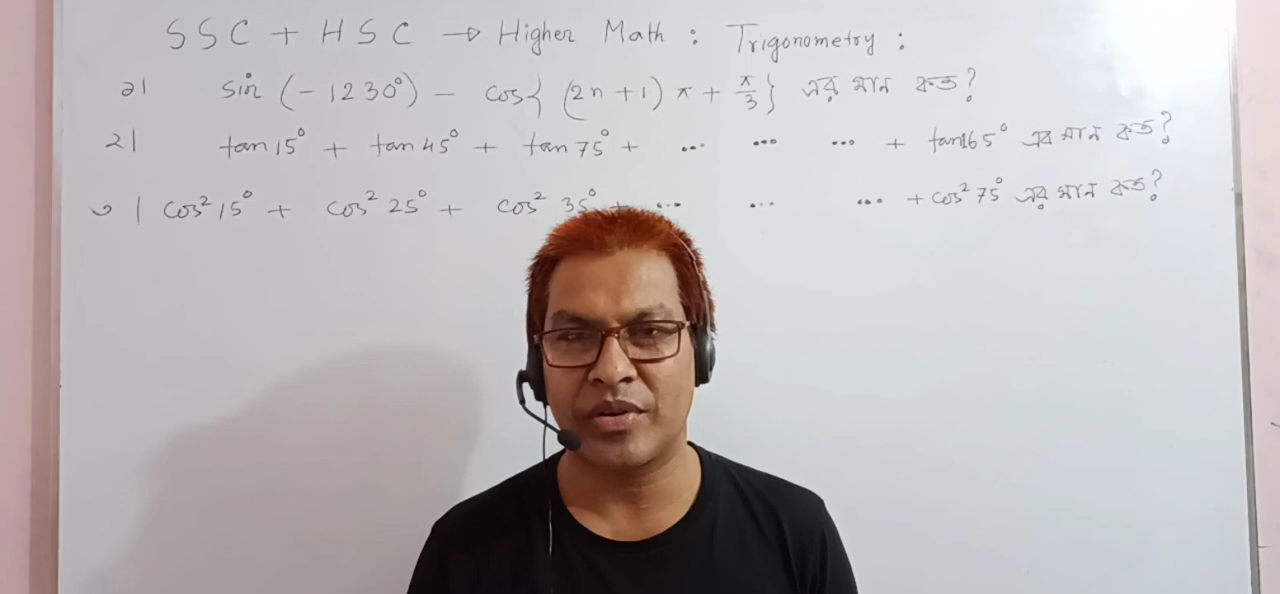 SSC + HSC → Higher Math : Trigonometry :
১। sin (-1230°) - cos{ (2n+1) π + π/3 } এর মান কত?
২। tan 15° + tan 45° + tan 75° + ... ... ... + tan165° এর মান কত?
৩। cos² 15° + cos² 25° + cos² 35° + ... ... ... + cos² 75° এর মান কত?